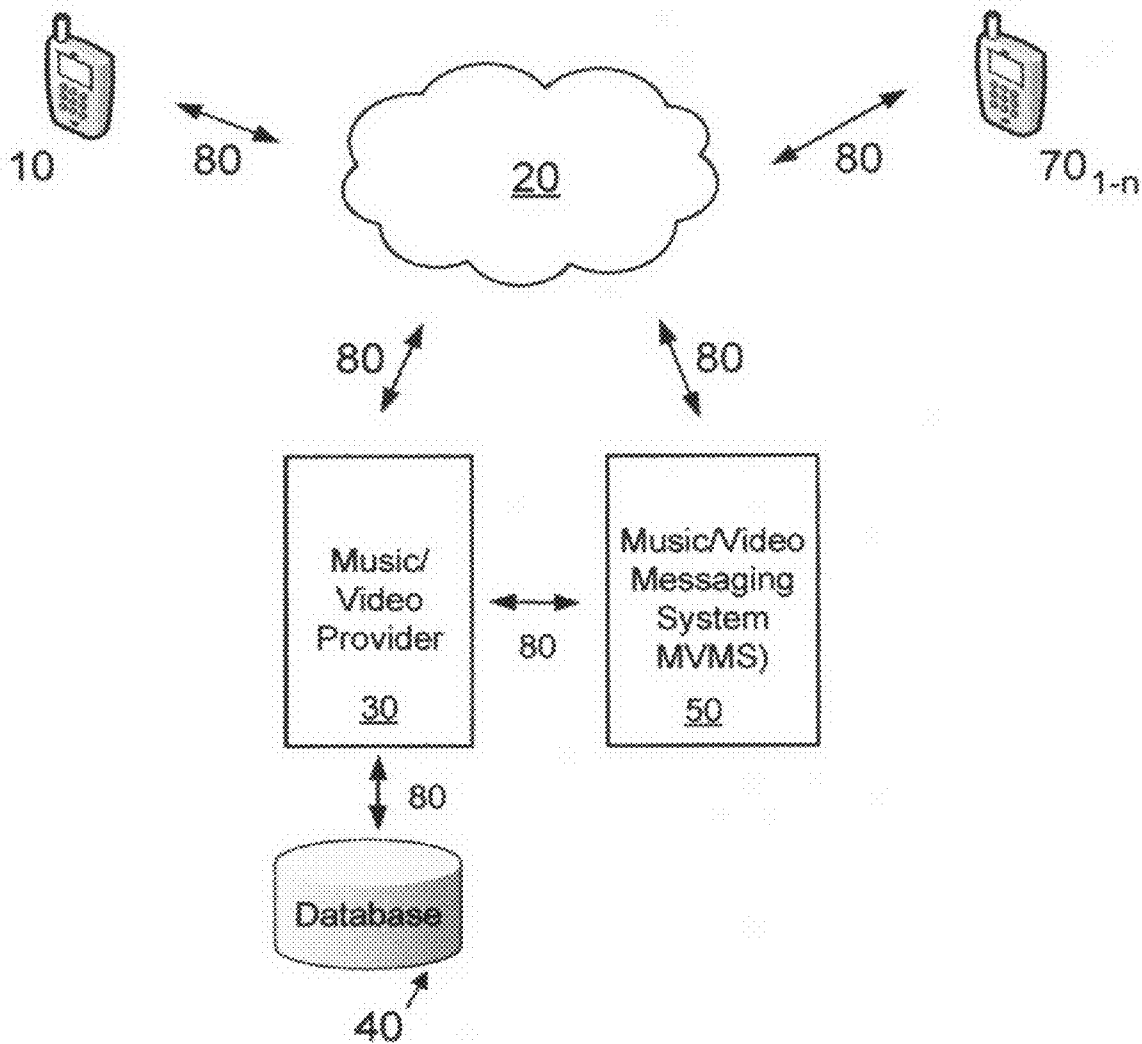 10
80
20
80
70 1-n
80
80
Music/
Video
Provider
30
80
Music/Video
Messaging
System
MVMS)
50
80
Database
40